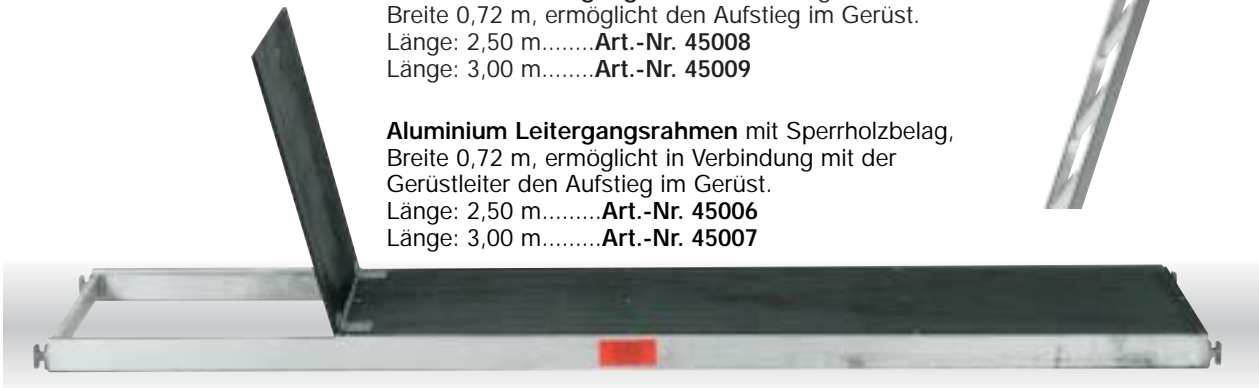 Breite 0,72 m, ermöglicht den Aufstieg im Gerüst.
Länge: 2,50 m........Art.-Nr. 45008
Länge: 3,00 m........Art.-Nr. 45009
Aluminium Leitergangsrahmen mit Sperrholzbelag,
Breite 0,72 m, ermöglicht in Verbindung mit der
Gerüstleiter den Aufstieg im Gerüst.
Länge: 2,50 m.........Art.-Nr. 45006
Länge: 3,00 m.........Art.-Nr. 45007